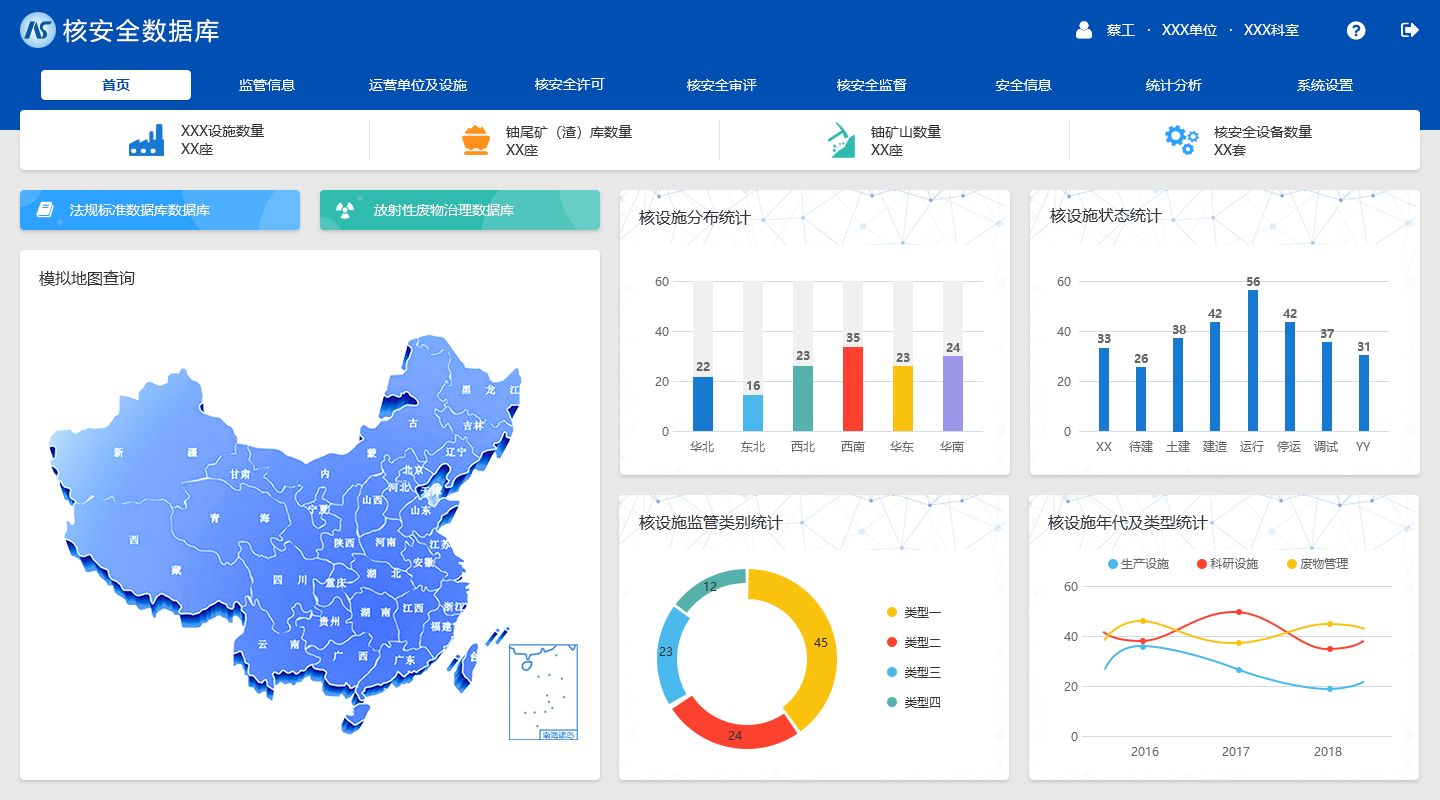 核安全数据库
蔡工 · XXX单位 · XXX科室
首页 监管信息 运营单位及设施 核安全许可 核安全审评 核安全监督 安全信息 统计分析 系统设置
XXX设施数量
XX座
铀尾矿（渣）库数量
XX座
铀矿山数量
XX座
核安全设备数量
XX套
法规标准数据库数据库
放射性废物治理数据库
模拟地图查询
黑 龙 江
吉林
辽宁
内 蒙 古
新 疆
甘肃
北京
河北
天津
山西
山东
宁夏
青 海
西 藏
陕西
河南
江苏
安徽
四 川
重庆
湖 北
湖 南
江西
浙江
福建
贵州
云 南
广 西
广东
台
南海诸岛
核设施分布统计
60
40
20
0
22
16
23
35
23
24
华北 东北 西北 西南 华东 华南
核设施状态统计
60
40
20
0
33
26
38
42
56
42
37
31
XX 待建 土建 建造 运行 停运 调试 YY
核设施监管类别统计
12
45
23
24
类型一
类型二
类型三
类型四
核设施年代及类型统计
生产设施 科研设施 废物管理
60
40
20
0
2016 2017 2018